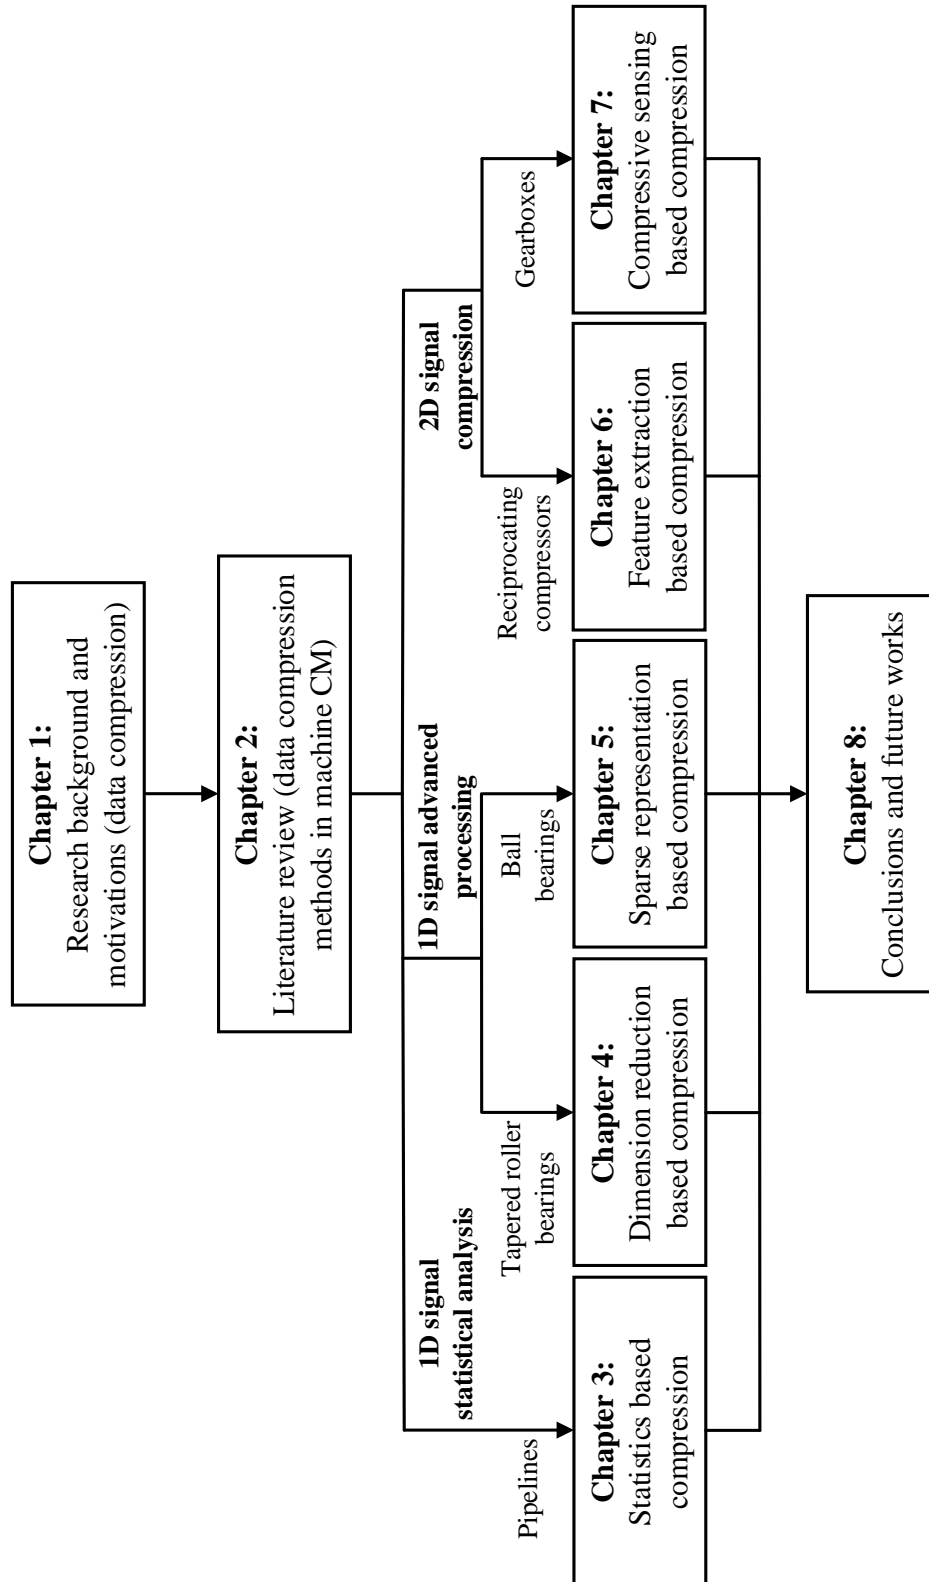 Chapter 1:
Research background and
motivations (data compression)
Chapter 2:
Literature review (data compression
methods in machine CM)
1D signal
statistical analysis
1D signal advanced
processing
2D signal
compression
Pipelines
Tapered roller
bearings
Ball
bearings
Reciprocating
compressors
Gearboxes
Chapter 3:
Statistics based
compression
Chapter 4:
Dimension reduction
based compression
Chapter 5:
Sparse representation
based compression
Chapter 6:
Feature extraction
based compression
Chapter 7:
Compressive sensing
based compression
Chapter 8:
Conclusions and future works